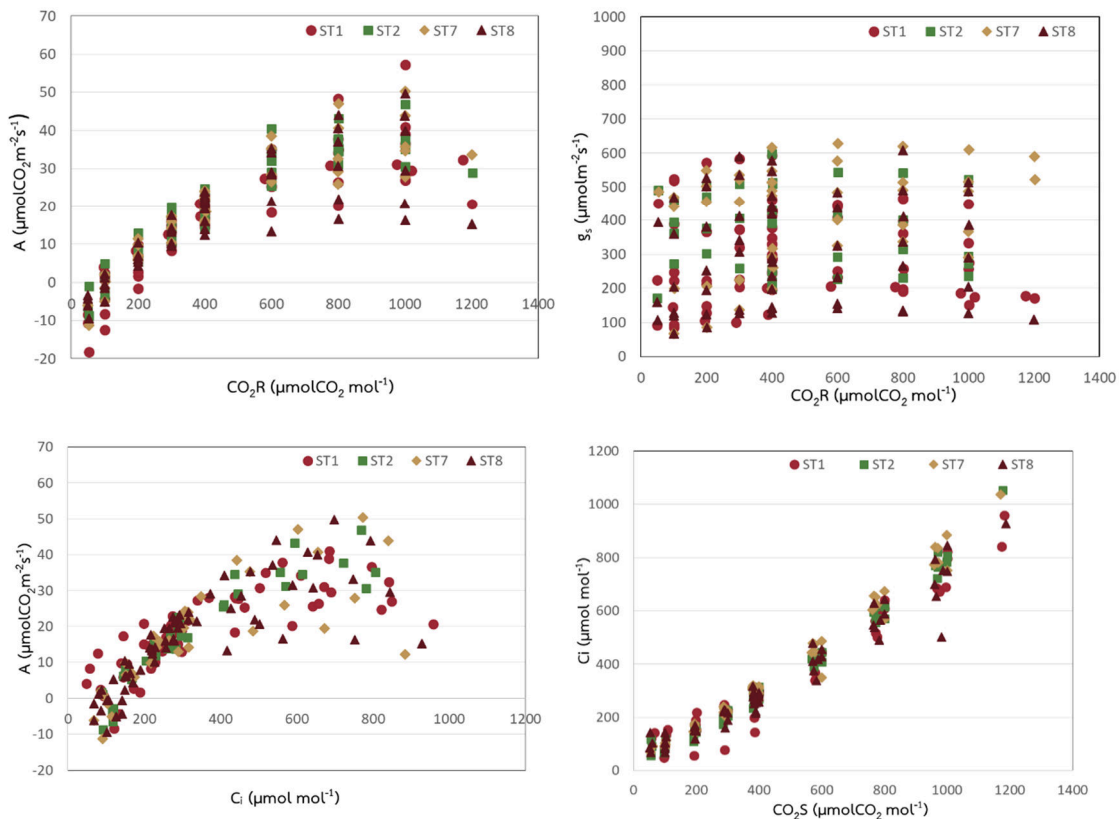 ST1 ST2 ST7 ST8
70
60
50
40
30
20
10
0
-10
-20
0 200 400 600 800 1000 1200 1400
A (µmolCO₂m⁻²s⁻¹)
CO₂R (µmolCO₂ mol⁻¹)
ST1 ST2 ST7 ST8
1000
900
800
700
600
500
400
300
200
100
0
0 200 400 600 800 1000 1200 1400
gₛ (µmolm⁻²s⁻¹)
CO₂R (µmolCO₂ mol⁻¹)
ST1 ST2 ST7 ST8
70
60
50
40
30
20
10
0
-10
-20
0 200 400 600 800 1000 1200
A (µmolCO₂m⁻²s⁻¹)
Cᵢ (µmol mol⁻¹)
ST1 ST2 ST7 ST8
1200
1000
800
600
400
200
0
0 200 400 600 800 1000 1200 1400
Ci (µmol mol⁻¹)
CO₂S (µmolCO₂ mol⁻¹)